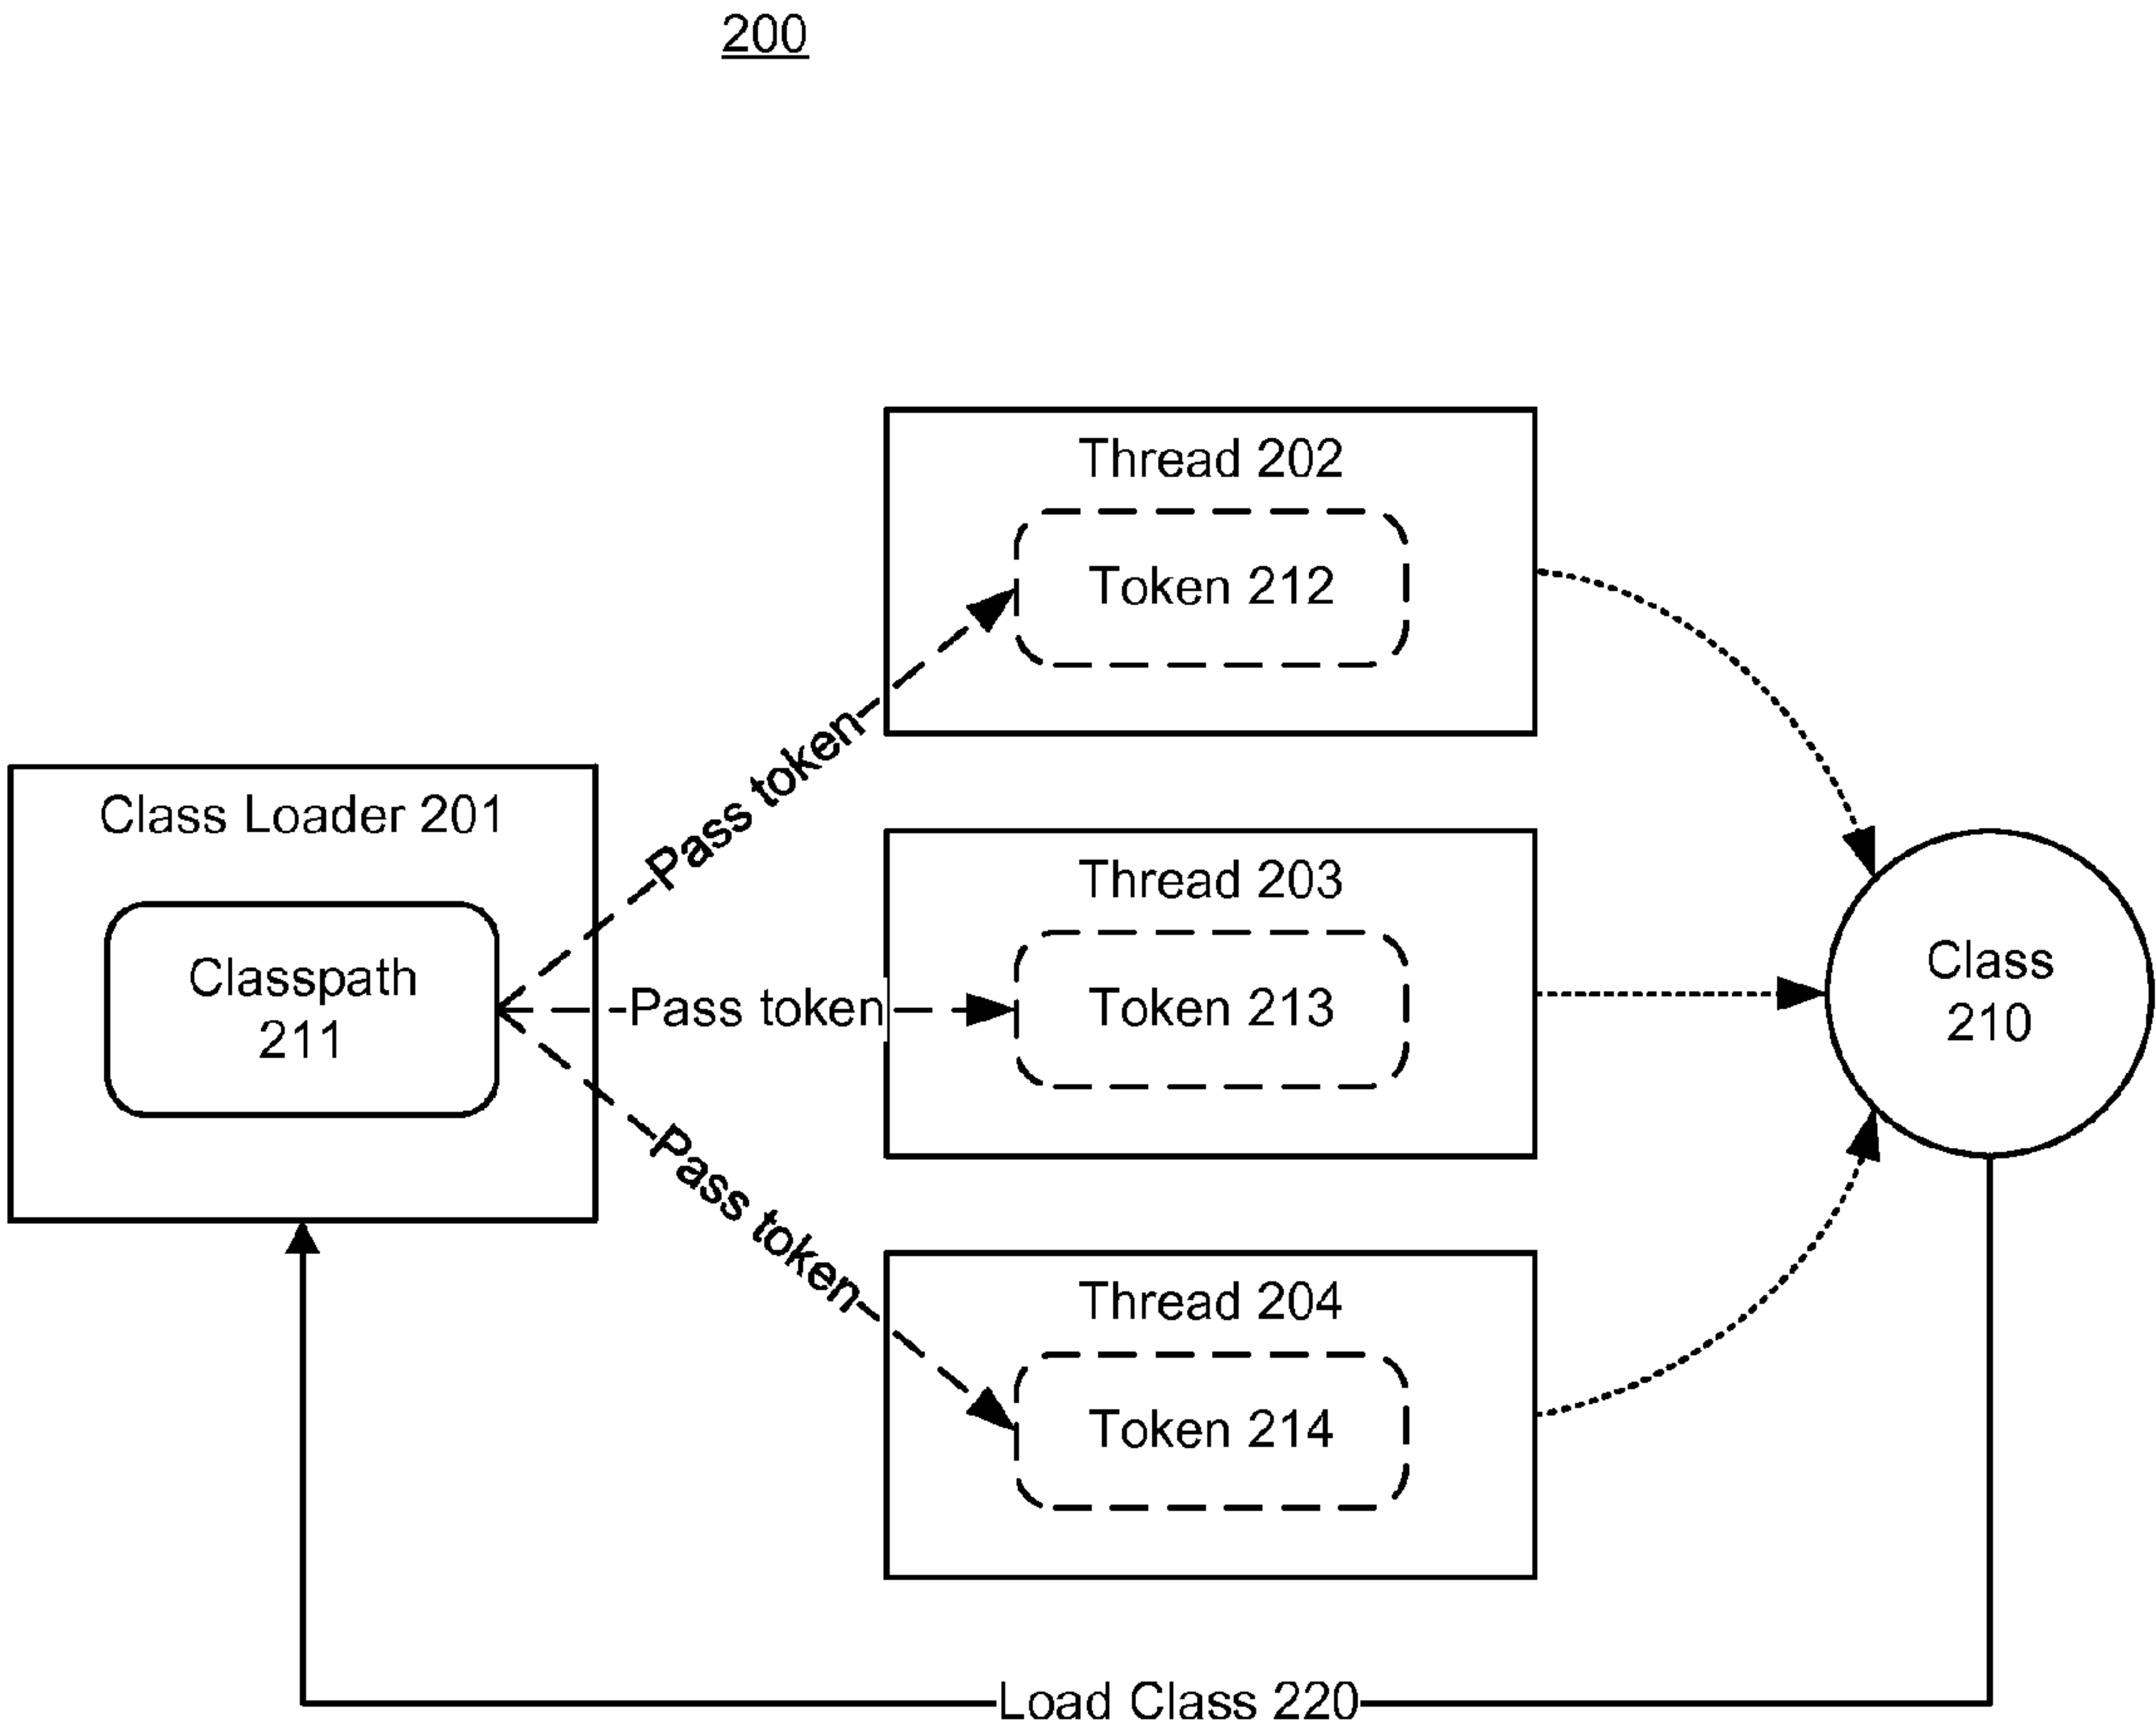 200
Thread 202
Token 212
Pass token
Class Loader 201
Classpath
211
Thread 203
Pass token
Token 213
Class
210
Pass token
Thread 204
Token 214
Load Class 220